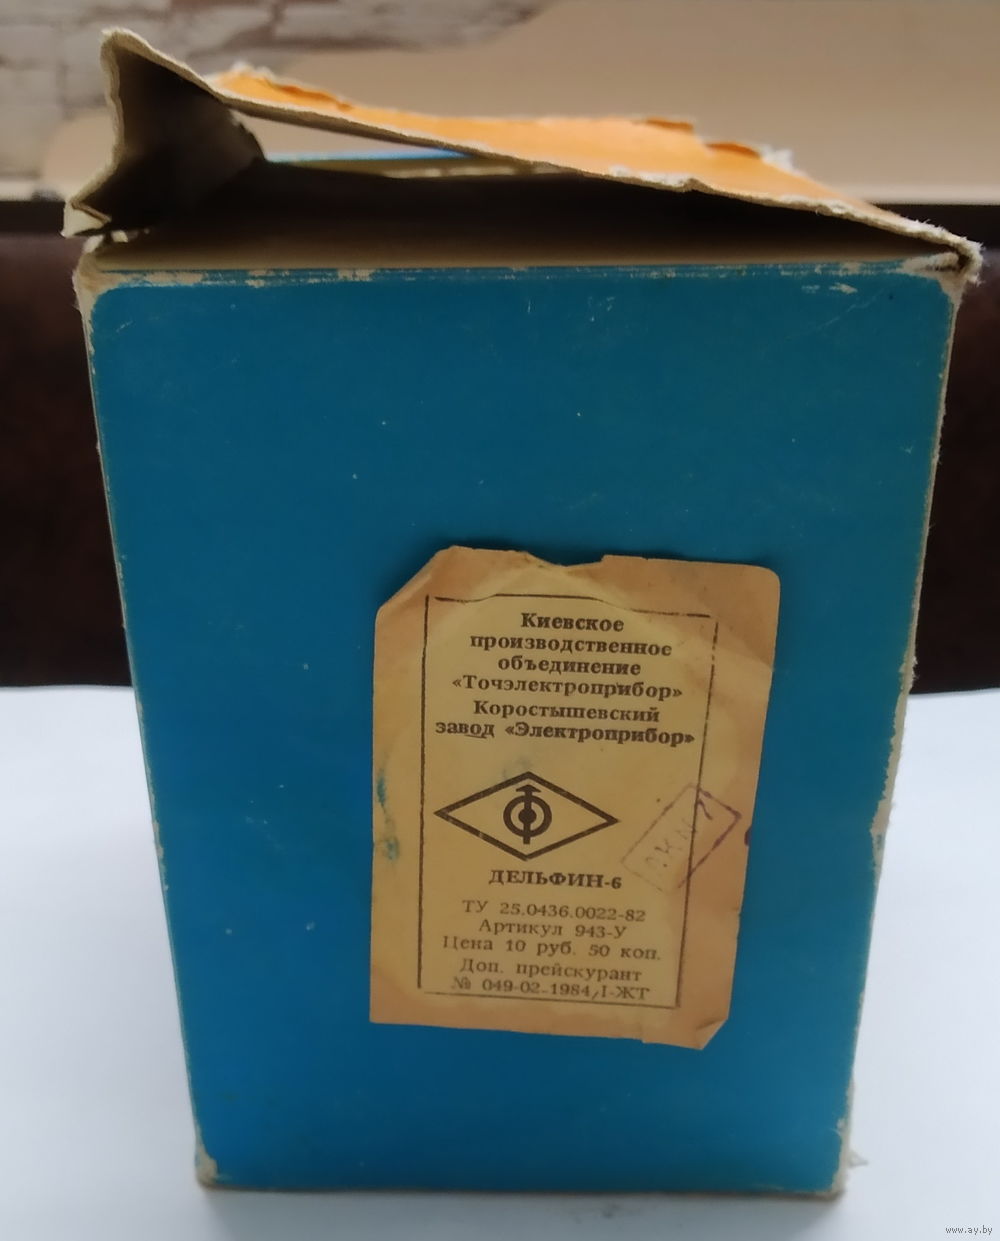 Киевское
производственное
объединение
«Точэлектроприбор»
Коростышевский
завод «Электроприбор»
ДЕЛЬФИН-6
ТУ 25.0436.0022-82
Артикул 943-У
Цена 10 руб. 50 коп.
Доп. прейскурант
№ 049-02-1984/I-ЖТ
www.ay.by